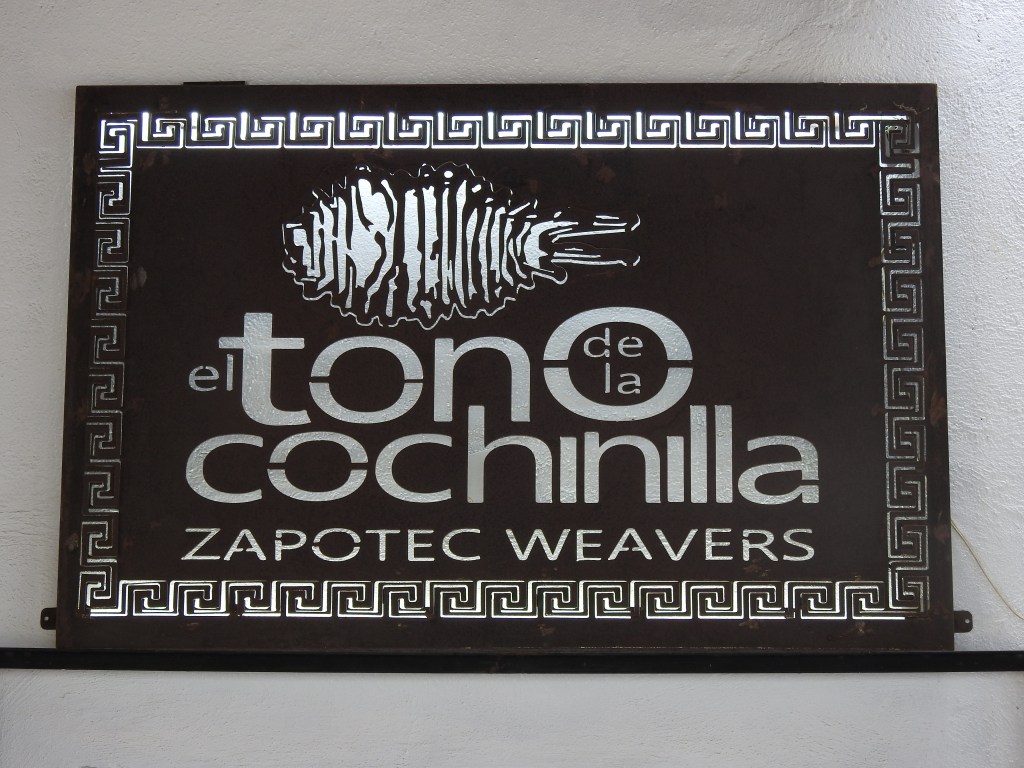 el tono de la
cochinilla
ZAPOTEC WEAVERS